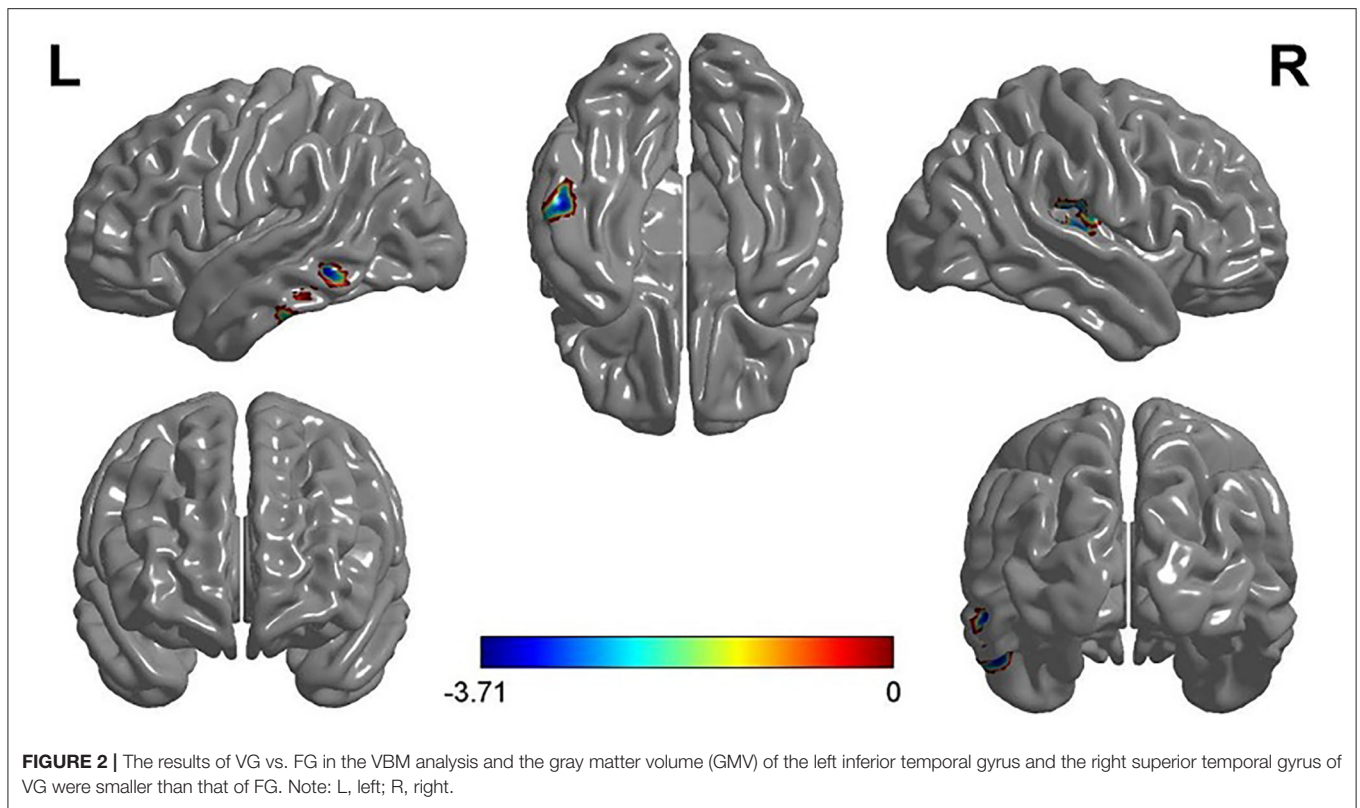 L
R
-3.71
0
FIGURE 2 | The results of VG vs. FG in the VBM analysis and the gray matter volume (GMV) of the left inferior temporal gyrus and the right superior temporal gyrus of
VG were smaller than that of FG. Note: L, left; R, right.